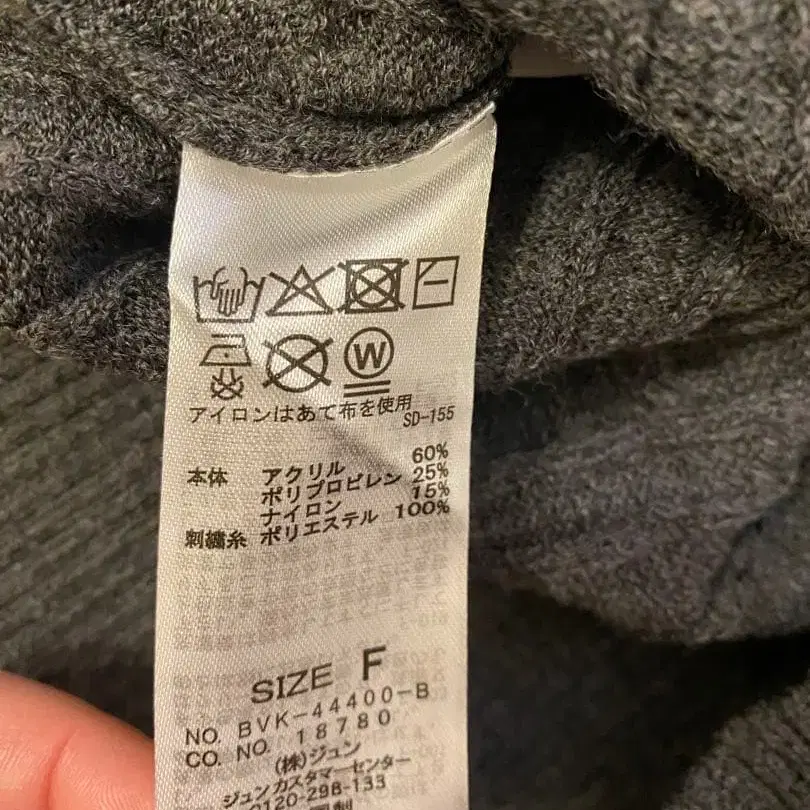 W
アイロンはあて布を使用
SD-155
本体 アクリル 60%
ポリプロピレン 25%
ナイロン 15%
刺繍糸 ポリエステル 100%
SIZE F
NO. BVK-44400-B
CO. NO. 18780
(株)ジュン
ジュンカスタマーセンター
0120-298-133